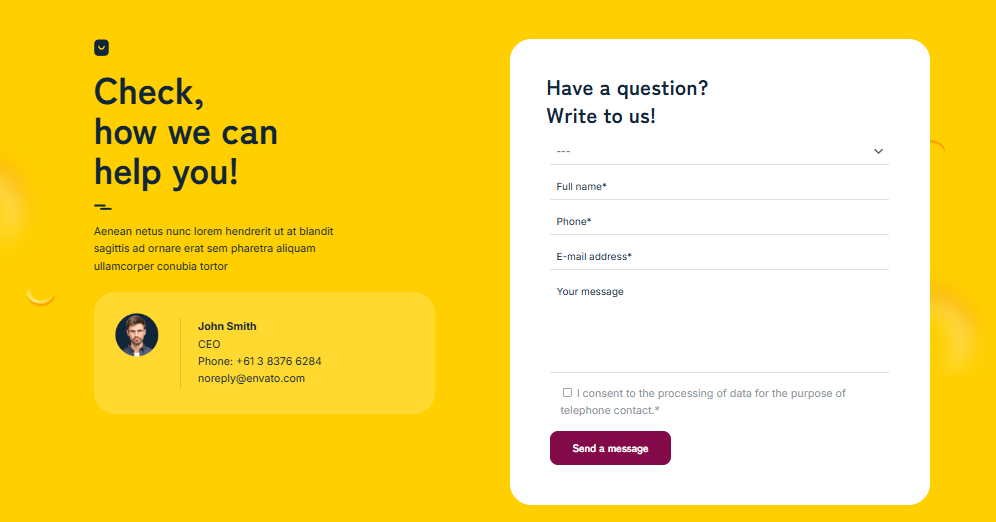 Check,
how we can
help you!
Aenean netus nunc lorem hendrerit ut at blandit
sagittis ad ornare erat sem pharetra aliquam
ullamcorper conubia tortor
John Smith
CEO
Phone: +61 3 8376 6284
noreply@envato.com
Have a question?
Write to us!
---
Full name*
Phone*
E-mail address*
Your message
I consent to the processing of data for the purpose of
telephone contact.*
Send a message